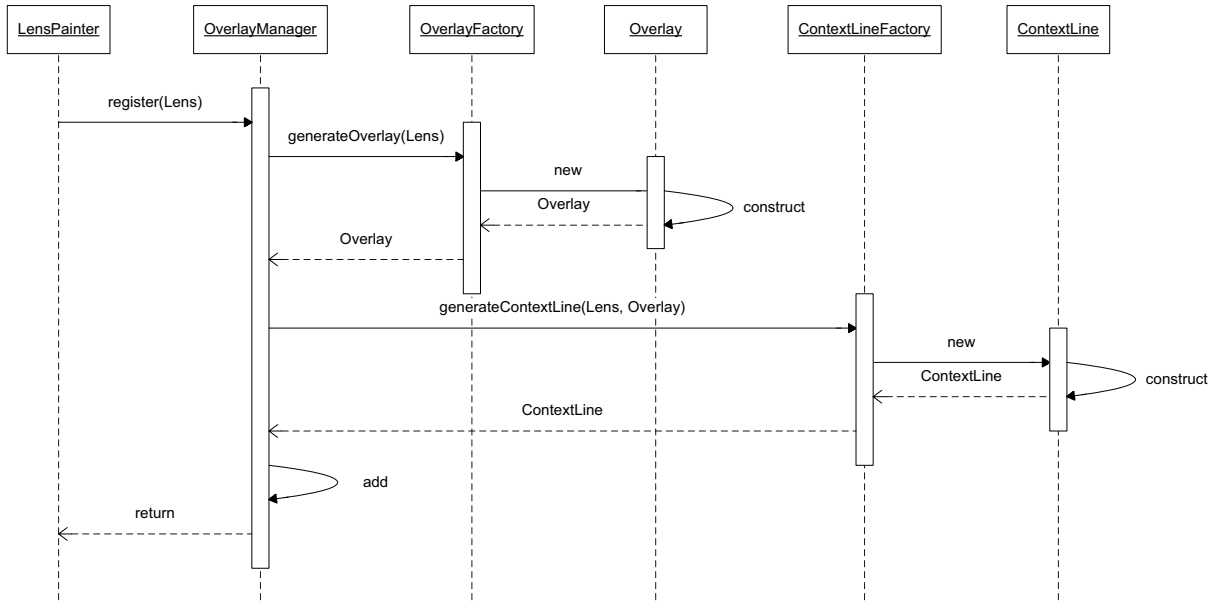 LensPainter
OverlayManager
OverlayFactory
Overlay
ContextLineFactory
ContextLine
register(Lens)
generateOverlay(Lens)
new
Overlay
construct
Overlay
generateContextLine(Lens, Overlay)
new
ContextLine
construct
ContextLine
add
return